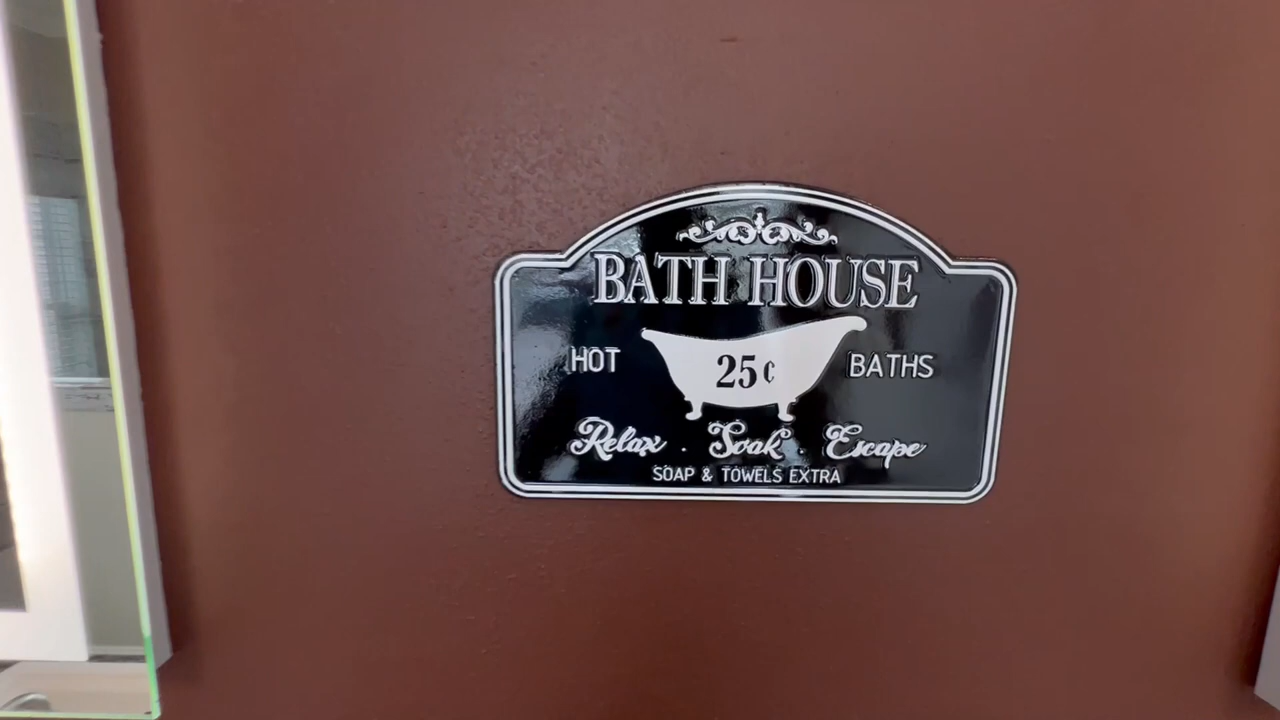 BATH HOUSE
HOT 25¢ BATHS
Relax . Soak . Escape
SOAP & TOWELS EXTRA